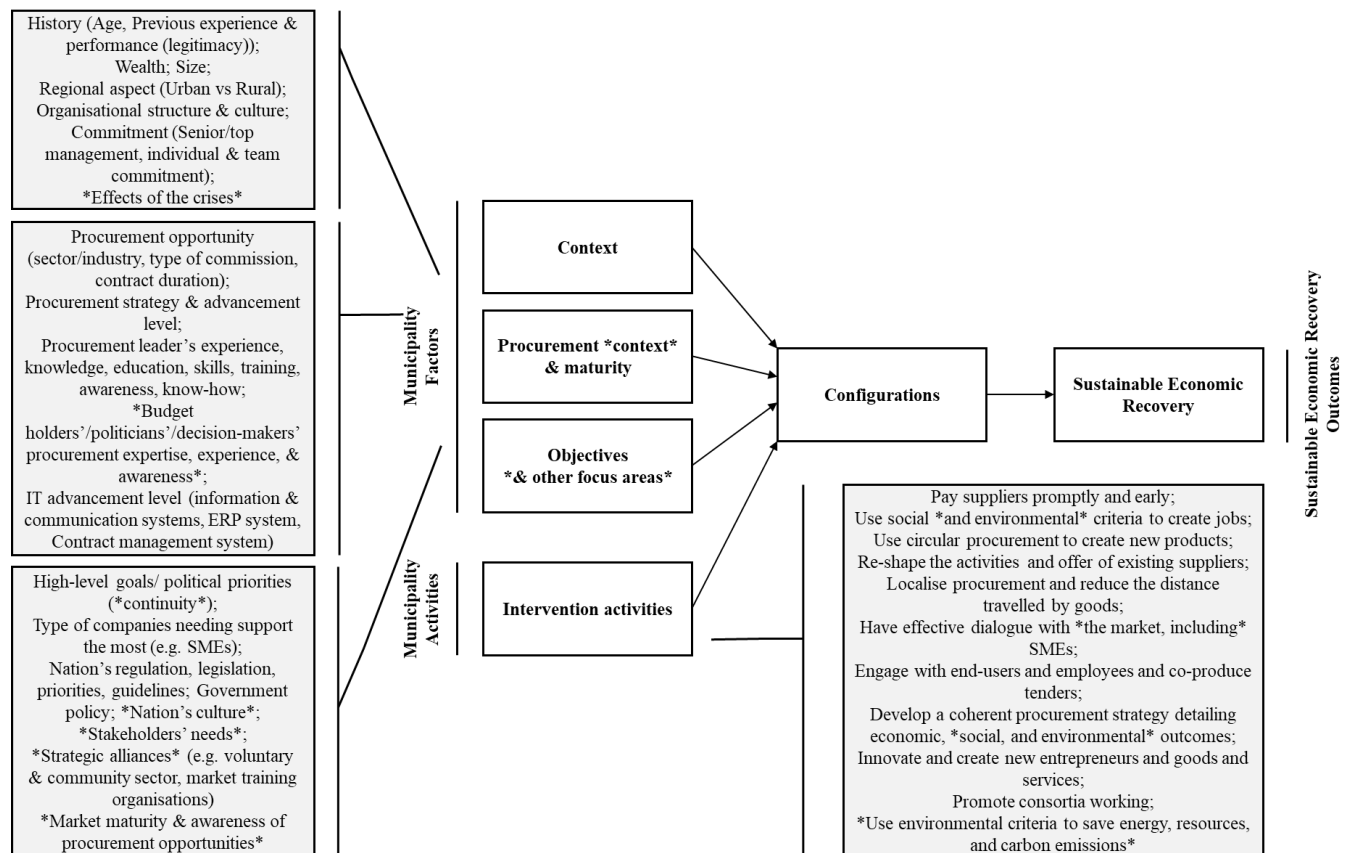 History (Age, Previous experience &
performance (legitimacy));
Wealth; Size;
Regional aspect (Urban vs Rural);
Organisational structure & culture;
Commitment (Senior/top
management, individual & team
commitment);
*Effects of the crises*
Procurement opportunity
(sector/industry, type of commission,
contract duration);
Procurement strategy & advancement
level;
Procurement leader's experience,
knowledge, education, skills, training,
awareness, know-how;
*Budget
holders'/politicians'/decision-makers'
procurement expertise, experience, &
awareness*;
IT advancement level (information &
communication systems, ERP system,
Contract management system)
High-level goals/ political priorities
(*continuity*);
Type of companies needing support
the most (e.g. SMEs);
Nation's regulation, legislation,
priorities, guidelines; Government
policy; *Nation's culture*;
*Stakeholders' needs*;
*Strategic alliances* (e.g. voluntary
& community sector, market training
organisations)
*Market maturity & awareness of
procurement opportunities*
Municipality
Factors
Municipality
Activities
Context
Procurement *context*
& maturity
Objectives
*& other focus areas*
Intervention activities
Configurations
Sustainable Economic
Recovery
Sustainable Economic Recovery
Outcomes
Pay suppliers promptly and early;
Use social *and environmental* criteria to create jobs;
Use circular procurement to create new products;
Re-shape the activities and offer of existing suppliers;
Localise procurement and reduce the distance
travelled by goods;
Have effective dialogue with *the market, including*
SMEs;
Engage with end-users and employees and co-produce
tenders;
Develop a coherent procurement strategy detailing
economic, *social, and environmental* outcomes;
Innovate and create new entrepreneurs and goods and
services;
Promote consortia working;
*Use environmental criteria to save energy, resources,
and carbon emissions*